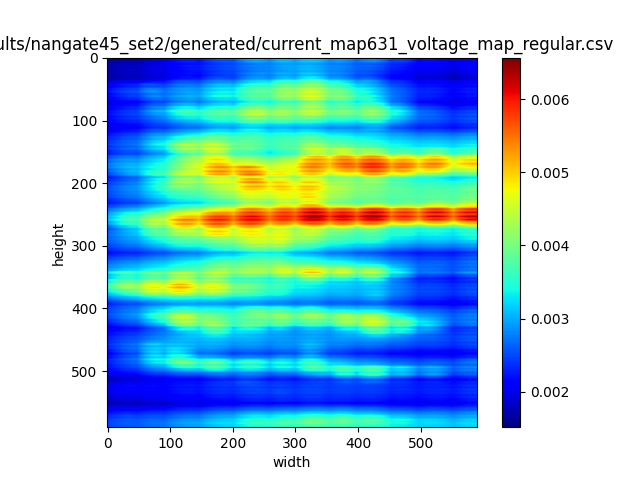 ults/nangate45_set2/generated/current_map631_voltage_map_regular.csv
0
100
200
300
400
500
height
0 100 200 300 400 500
width
0.006
0.005
0.004
0.003
0.002